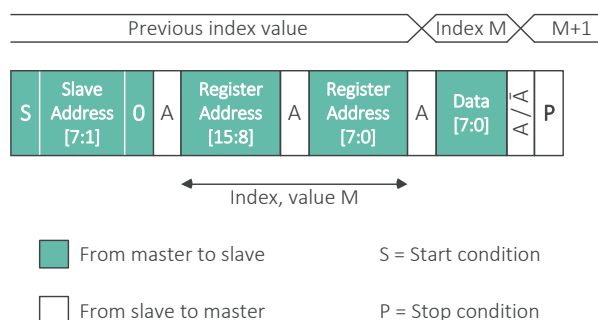 Previous index value Index M M+1
S Slave Address [7:1] 0 A Register Address [15:8] A Register Address [7:0] A Data [7:0] A / Ā P
Index, value M
From master to slave S = Start condition
From slave to master P = Stop condition